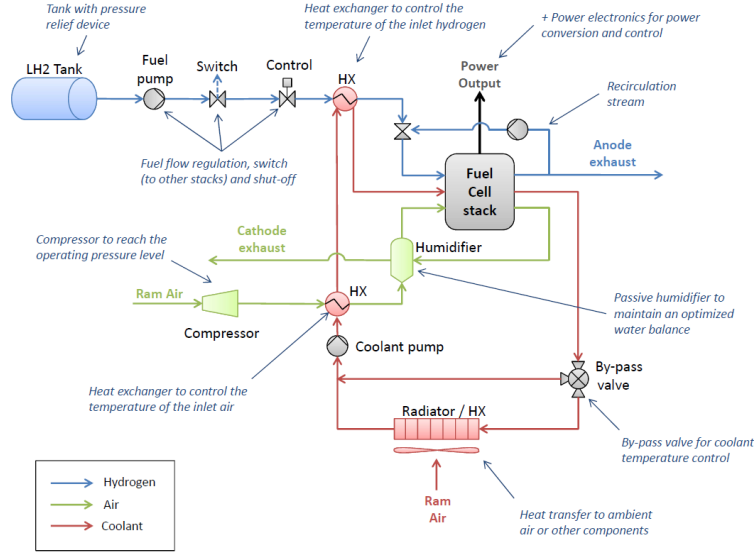 Tank with pressure
relief device
Heat exchanger to control the
temperature of the inlet hydrogen
+ Power electronics for power
conversion and control
LH2 Tank
Fuel
pump
Switch
Control
HX
Power
Output
Recirculation
stream
Fuel flow regulation, switch
(to other stacks) and shut-off
Anode
exhaust
Fuel
Cell
stack
Compressor to reach the
operating pressure level
Cathode
exhaust
Humidifier
Ram Air
HX
Compressor
Passive humidifier to
maintain an optimized
water balance
Coolant pump
Heat exchanger to control the
temperature of the inlet air
By-pass
valve
Radiator / HX
By-pass valve for coolant
temperature control
Hydrogen
Air
Coolant
Ram
Air
Heat transfer to ambient
air or other components